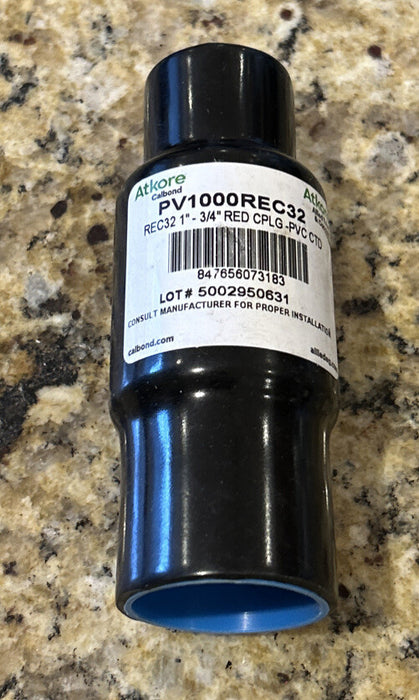 Atkore
Calbond
Atkore
PV1000REC32
REC32 1" - 3/4" RED CPLG -PVC CTD
847656073183
LOT# 5002950631
CONSULT MANUFACTURER FOR PROPER INSTALLATION
calbond.com